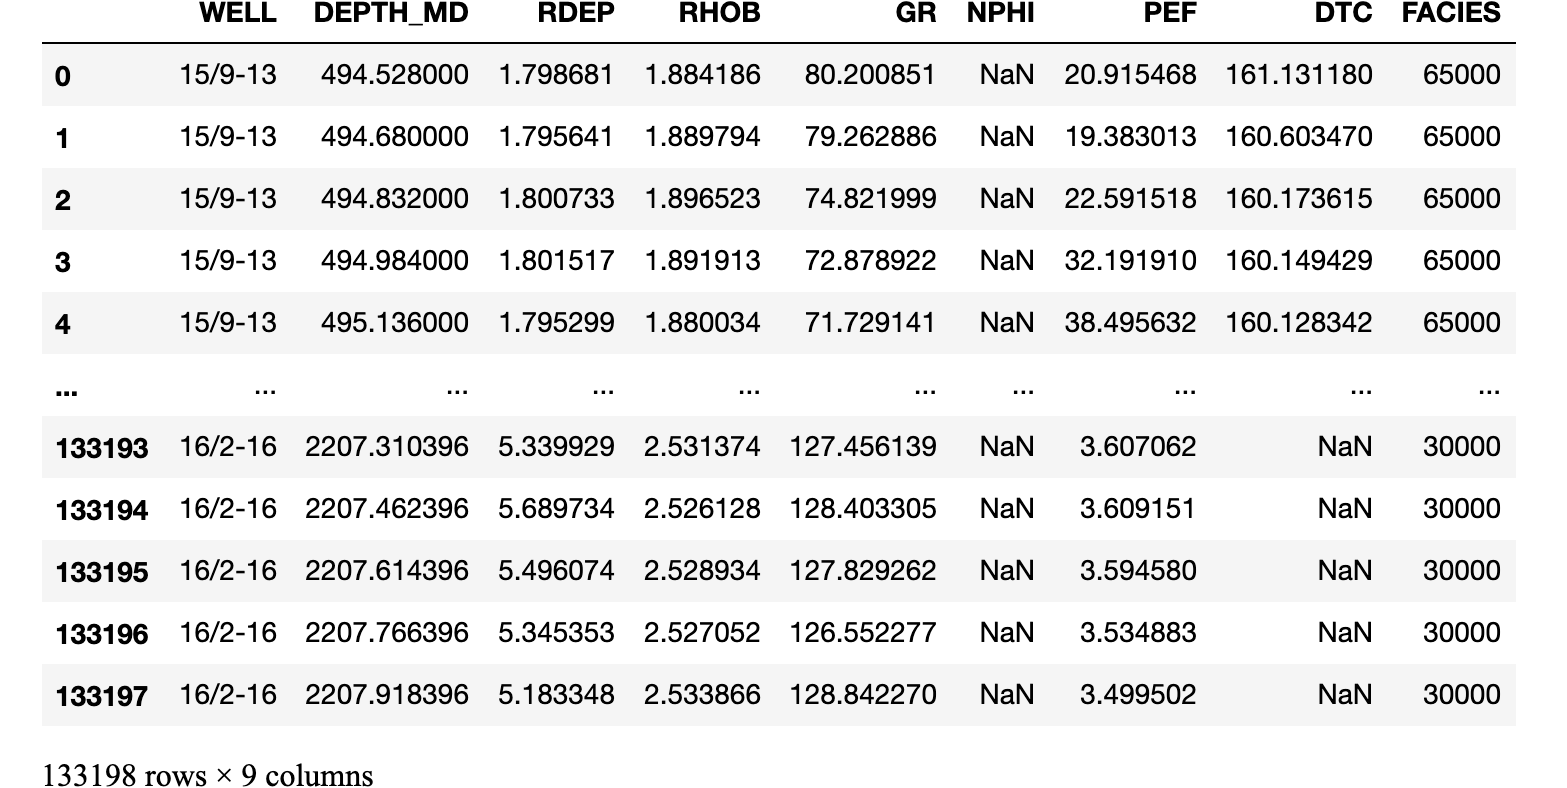 WELL DEPTH_MD RDEP RHOB GR NPHI PEF DTC FACIES
0 15/9-13 494.528000 1.798681 1.884186 80.200851 NaN 20.915468 161.131180 65000
1 15/9-13 494.680000 1.795641 1.889794 79.262886 NaN 19.383013 160.603470 65000
2 15/9-13 494.832000 1.800733 1.896523 74.821999 NaN 22.591518 160.173615 65000
3 15/9-13 494.984000 1.801517 1.891913 72.878922 NaN 32.191910 160.149429 65000
4 15/9-13 495.136000 1.795299 1.880034 71.729141 NaN 38.495632 160.128342 65000
... ... ... ... ... ... ... ... ... ...
133193 16/2-16 2207.310396 5.339929 2.531374 127.456139 NaN 3.607062 NaN 30000
133194 16/2-16 2207.462396 5.689734 2.526128 128.403305 NaN 3.609151 NaN 30000
133195 16/2-16 2207.614396 5.496074 2.528934 127.829262 NaN 3.594580 NaN 30000
133196 16/2-16 2207.766396 5.345353 2.527052 126.552277 NaN 3.534883 NaN 30000
133197 16/2-16 2207.918396 5.183348 2.533866 128.842270 NaN 3.499502 NaN 30000
133198 rows × 9 columns